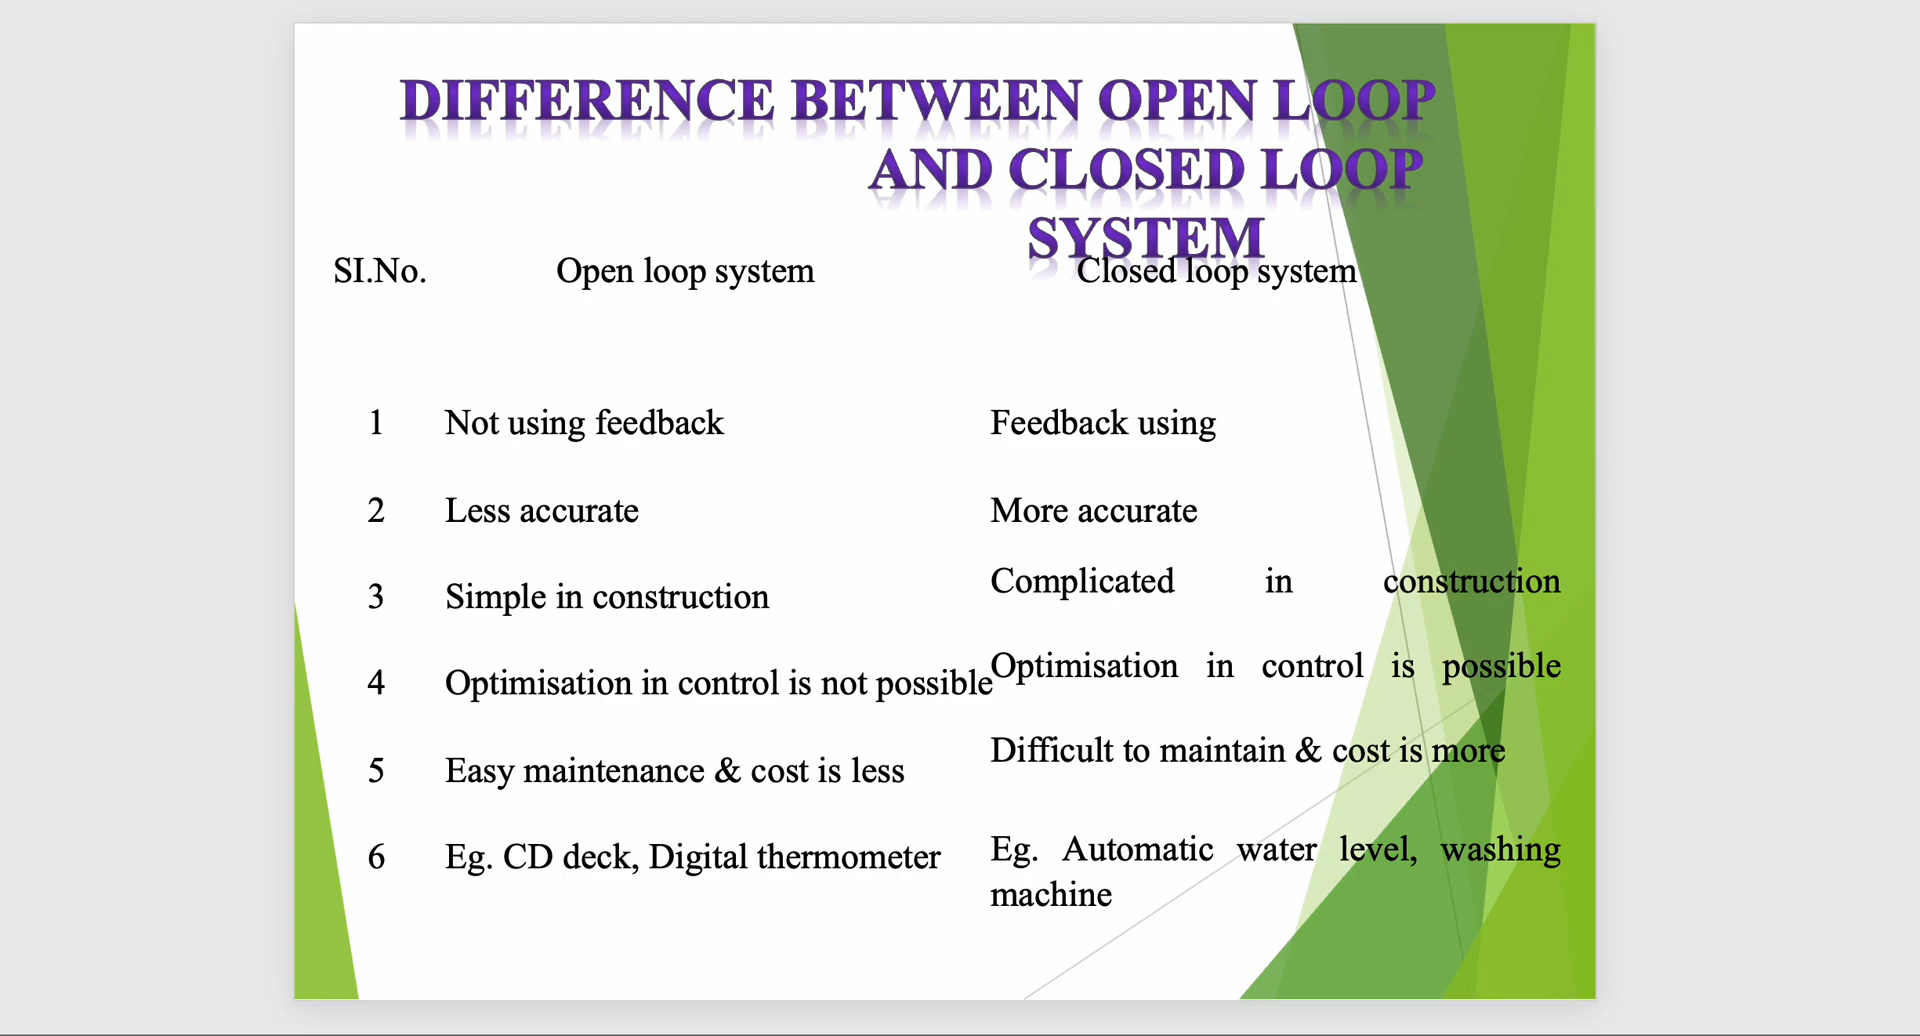 DIFFERENCE BETWEEN OPEN LOOP
AND CLOSED LOOP
SYSTEM
SI.No. Open loop system Closed loop system
1 Not using feedback Feedback using
2 Less accurate More accurate
3 Simple in construction Complicated in construction
4 Optimisation in control is not possible Optimisation in control is possible
5 Easy maintenance & cost is less Difficult to maintain & cost is more
6 Eg. CD deck, Digital thermometer Eg. Automatic water level, washing
machine